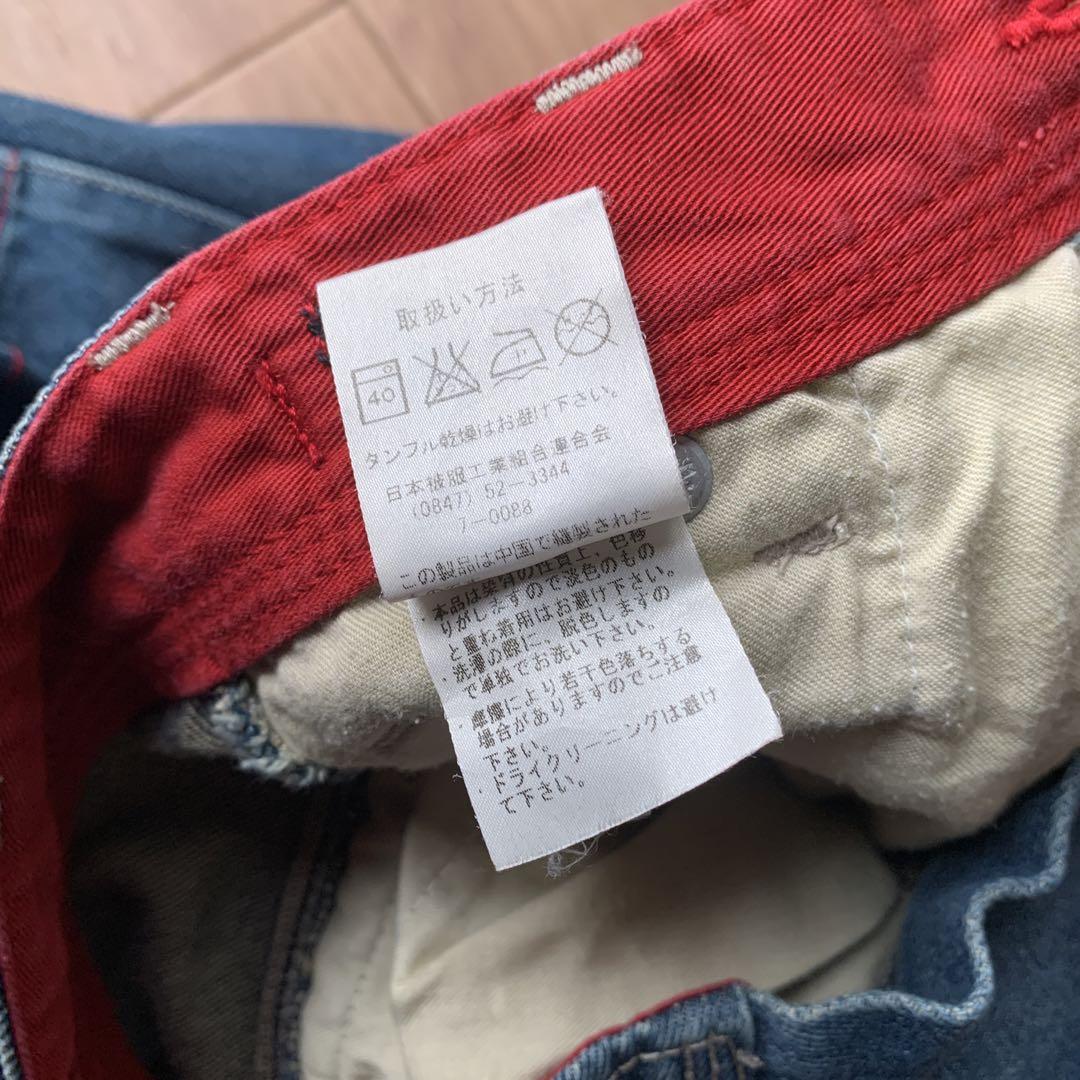 取扱い方法
40
タンブル乾燥はお避け下さい。
日本被服工業組合連合会
(0847) 52-3344
7-0088
この製品は中国で縫製された
・本品は染料の性質上、色移
りがしますので淡色のもの
と重ね着用はお避け下さい。
・洗濯の際に、脱色しますの
で単独でお洗い下さい。
・摩擦により若干色落ちする
場合がありますのでご注意
下さい。
・ドライクリーニングは避け
て下さい。